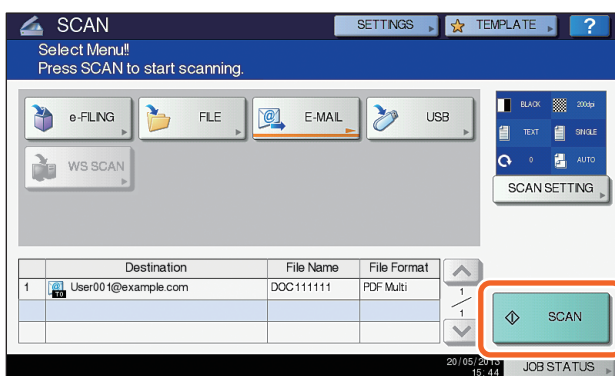 SCAN
SETTINGS
TEMPLATE
?
Select Menu!!
Press SCAN to start scanning.
e-FILING
FILE
E-MAIL
USB
WS SCAN
BLACK
200dpi
TEXT
SINGLE
0
AUTO
SCAN SETTING
Destination
File Name
File Format
1
TO
User001@example.com
DOC111111
PDF Multi
1
1
SCAN
20/05/2013
15:44
JOB STATUS